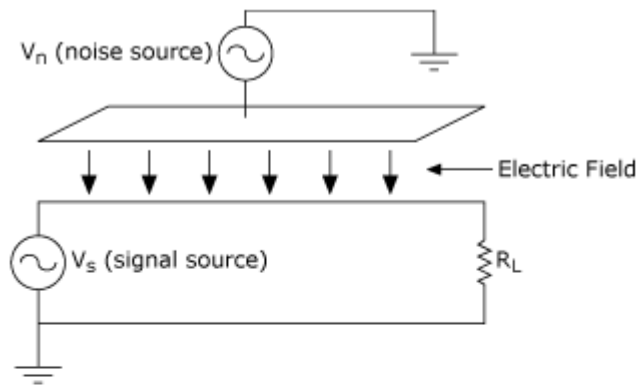 Vn (noise source)
Electric Field
Vs (signal source)
RL